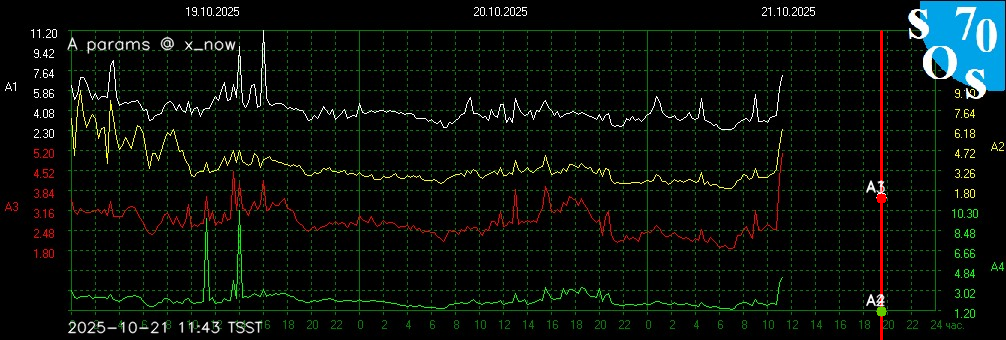 19.10.2025 20.10.2025 21.10.2025
A params @ x_now
11.20
9.42
7.64
5.86
4.08
2.30
A1
5.20
4.52
3.84
3.16
2.48
1.80
A3
7.64
6.18
4.72
3.26
1.80
A2
10.30
8.48
6.66
4.84
3.02
1.20
A4
S 70
O S
2025-10-21 11:43 TSST
18 20 22 0 2 4 6 8 10 12 14 16 18 20 22 0 2 4 6 8 10 12 14 16 18 20 22 24 час.